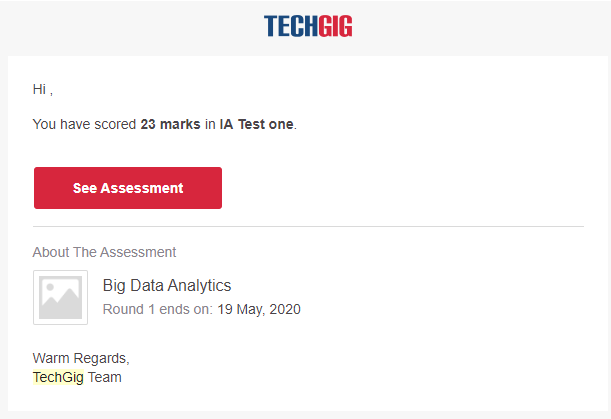 TECHGIG
Hi ,
You have scored 23 marks in IA Test one.
See Assessment
About The Assessment
Big Data Analytics
Round 1 ends on: 19 May, 2020
Warm Regards,
TechGig Team